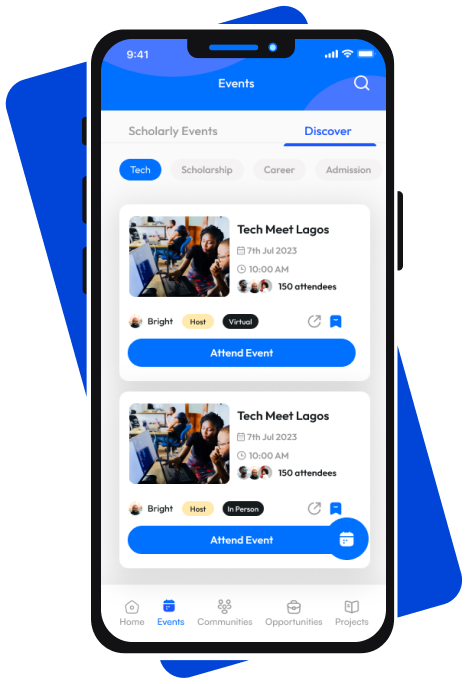 9:41
Events
Scholarly Events Discover
Tech Scholarship Career Admission
Tech Meet Lagos
7th Jul 2023
10:00 AM
150 attendees
Bright Host Virtual
Attend Event
Tech Meet Lagos
7th Jul 2023
10:00 AM
150 attendees
Bright Host In Person
Attend Event
Home Events Communities Opportunities Projects